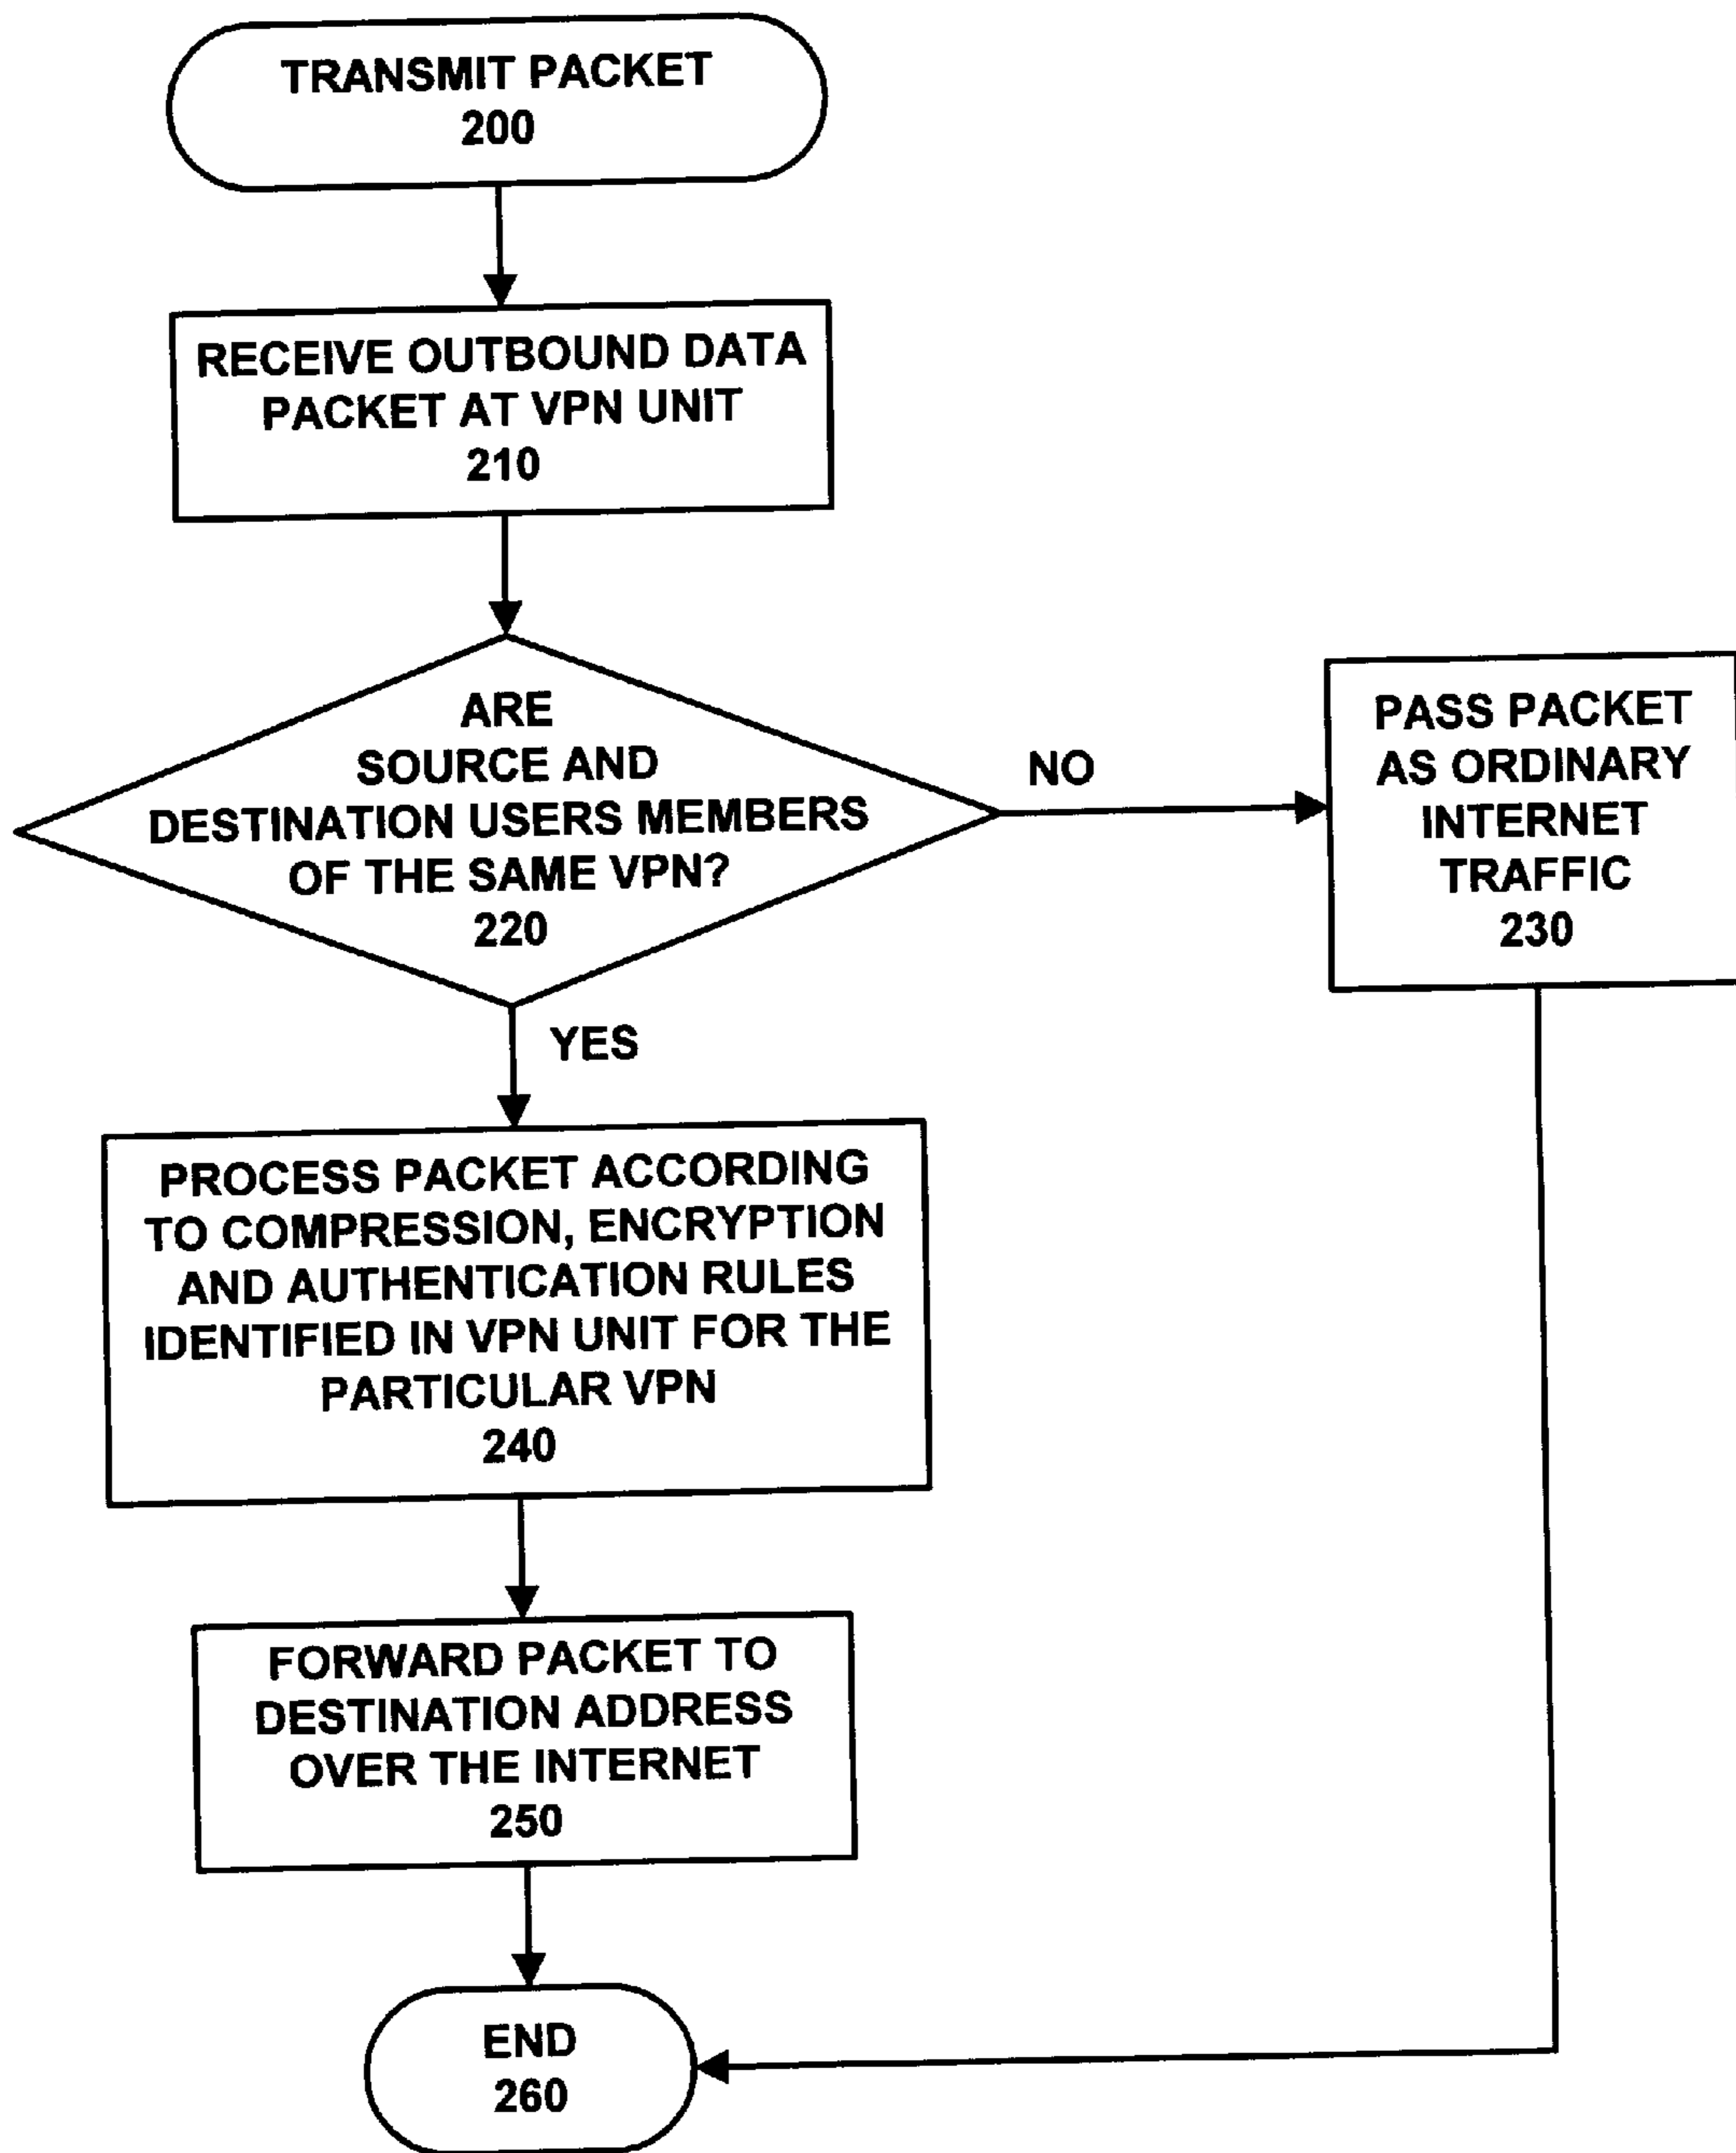 TRANSMIT PACKET
200
RECEIVE OUTBOUND DATA
PACKET AT VPN UNIT
210
ARE
SOURCE AND
DESTINATION USERS MEMBERS
OF THE SAME VPN?
220
NO
PASS PACKET
AS ORDINARY
INTERNET
TRAFFIC
230
YES
PROCESS PACKET ACCORDING
TO COMPRESSION, ENCRYPTION
AND AUTHENTICATION RULES
IDENTIFIED IN VPN UNIT FOR THE
PARTICULAR VPN
240
FORWARD PACKET TO
DESTINATION ADDRESS
OVER THE INTERNET
250
END
260